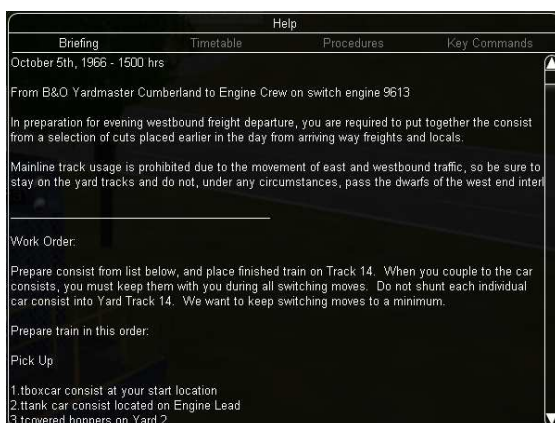 Help
Briefing Timetable Procedures Key Commands
October 5th, 1966 - 1500 hrs
From B&O Yardmaster Cumberland to Engine Crew on switch engine 9613
In preparation for evening westbound freight departure, you are required to put together the consist
from a selection of cuts placed earlier in the day from arriving way freights and locals.
Mainline track usage is prohibited due to the movement of east and westbound traffic, so be sure to
stay on the yard tracks and do not, under any circumstances, pass the dwarfs of the west end interl
Work Order:
Prepare consist from list below, and place finished train on Track 14. When you couple to the car
consists, you must keep them with you during all switching moves. Do not shunt each individual
car consist into Yard Track 14. We want to keep switching moves to a minimum.
Prepare train in this order:
Pick Up
1.tboxcar consist at your start location
2.ttank car consist located on Engine Lead
3.tcovered hoppers on Yard 2